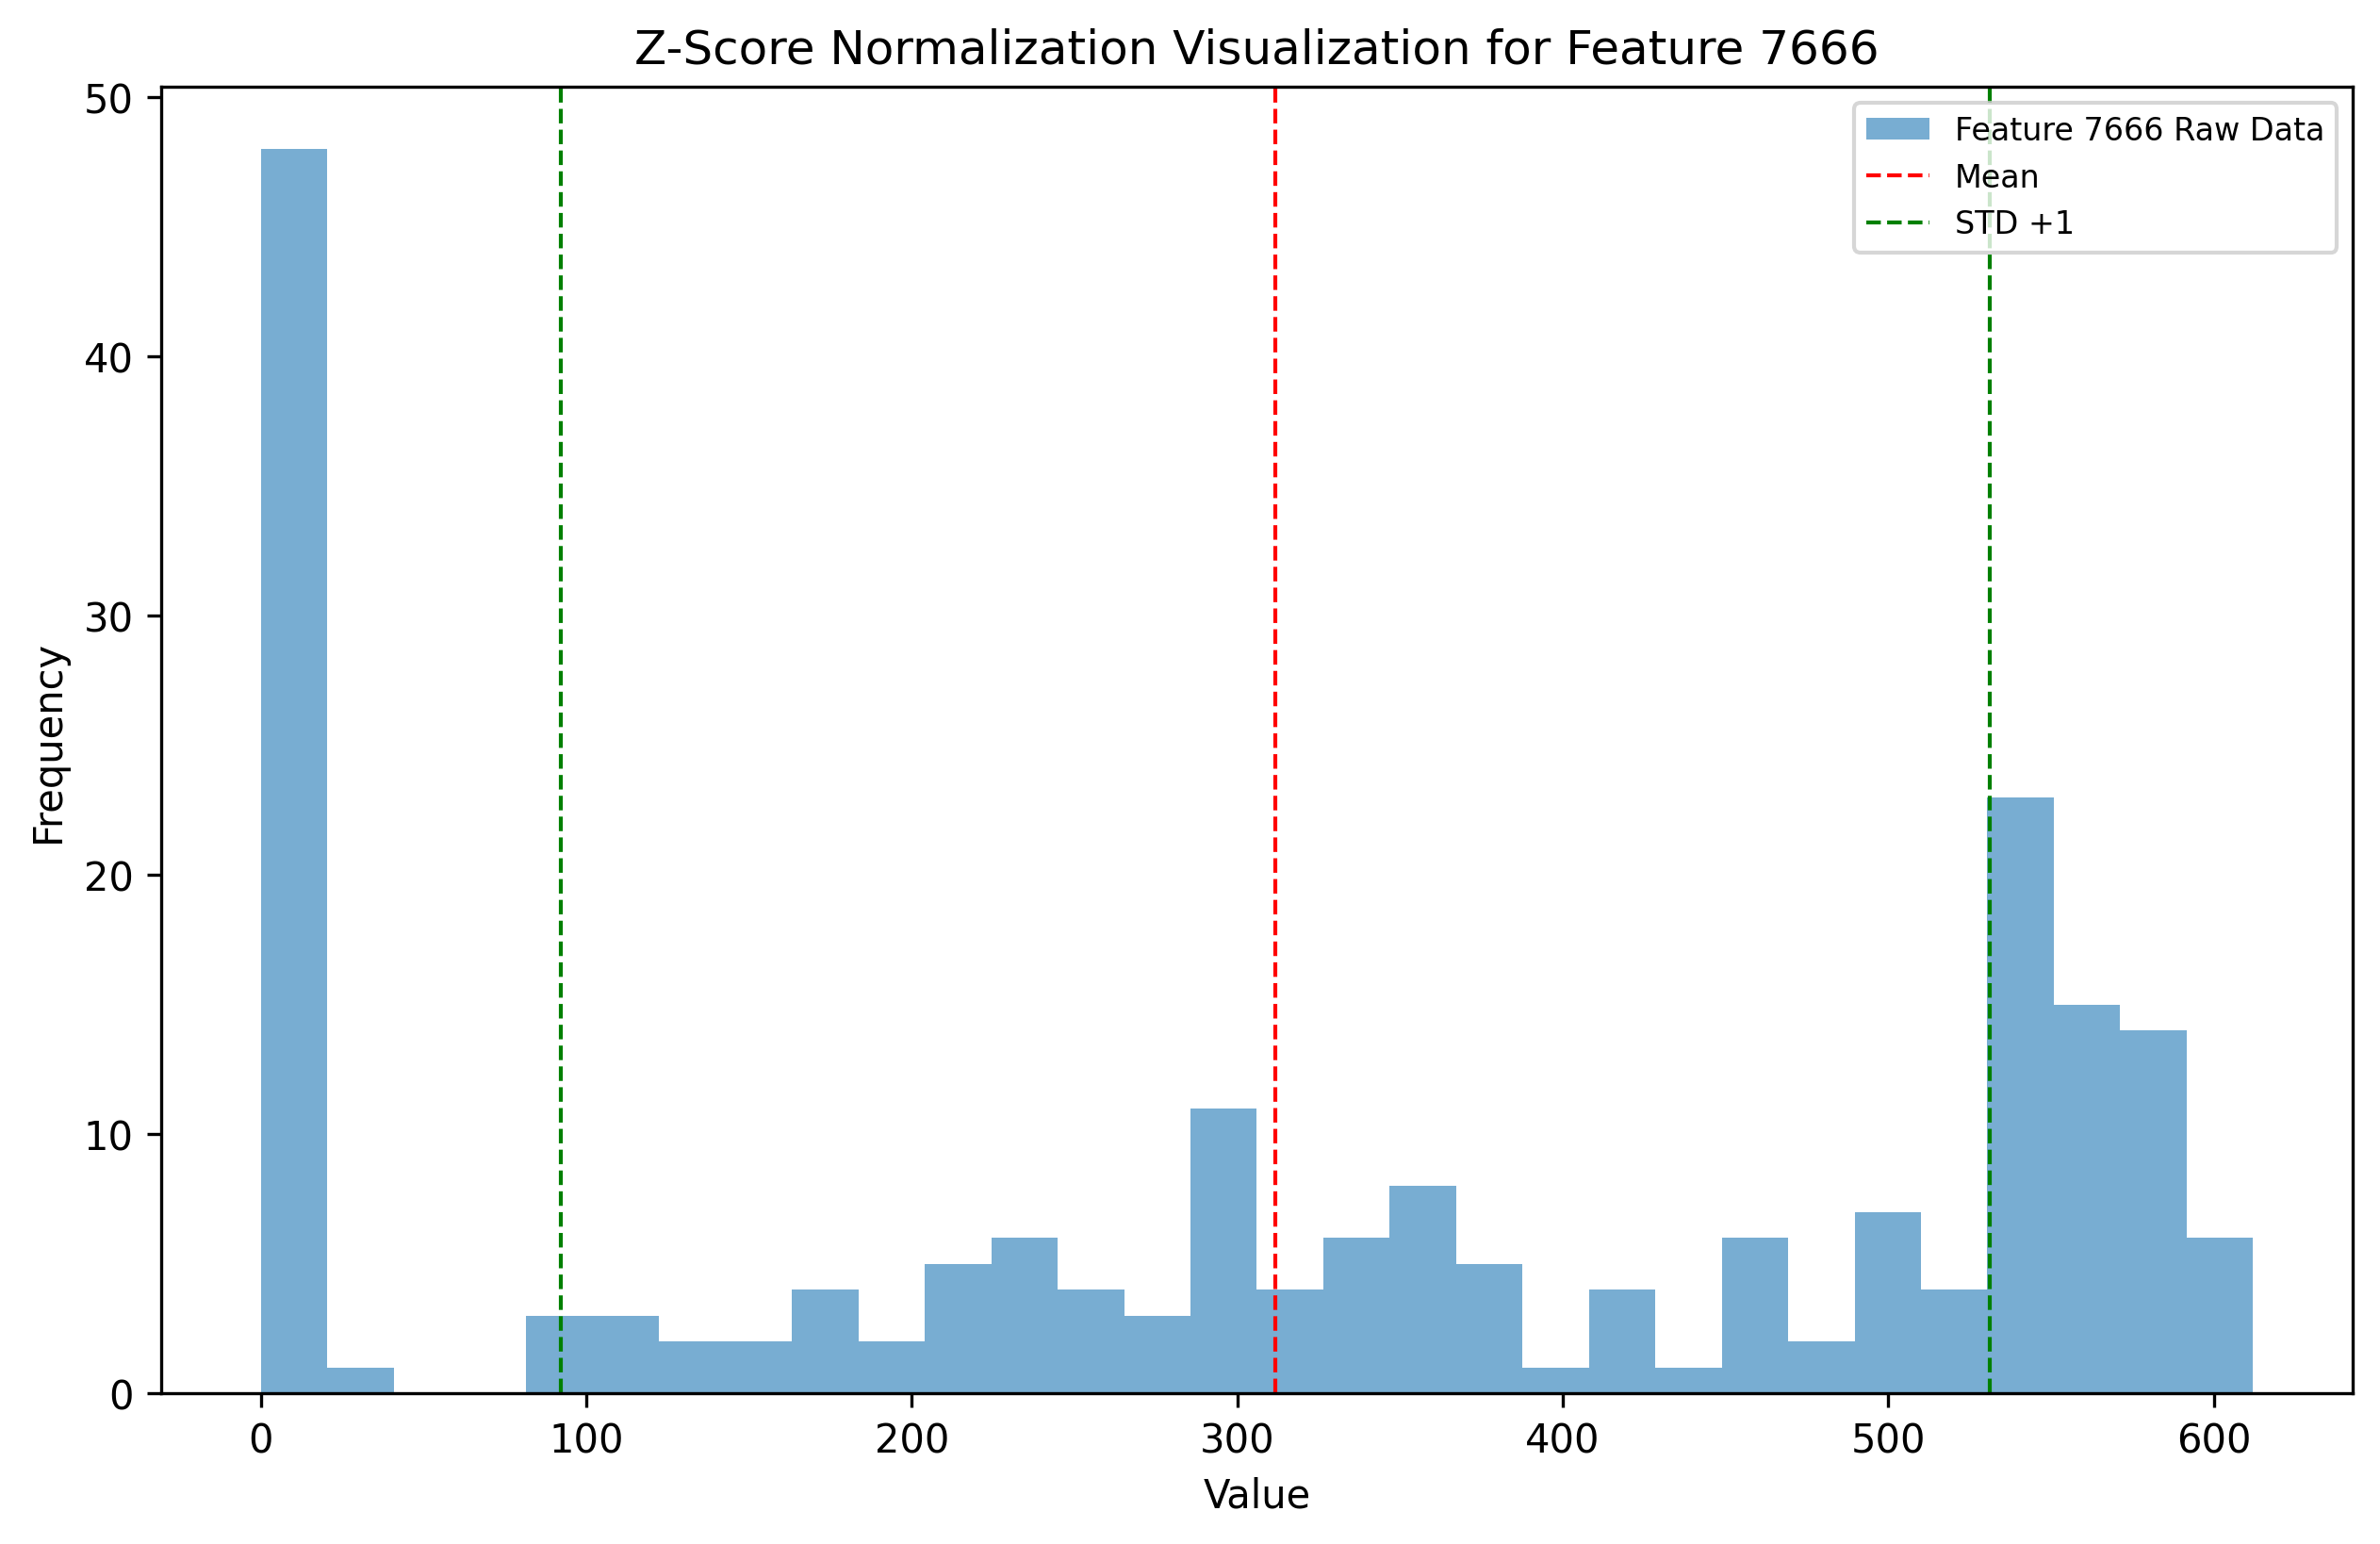 Z-Score Normalization Visualization for Feature 7666
Feature 7666 Raw Data
Mean
STD +1
50
40
30
20
10
0
Frequency
0 100 200 300 400 500 600
Value